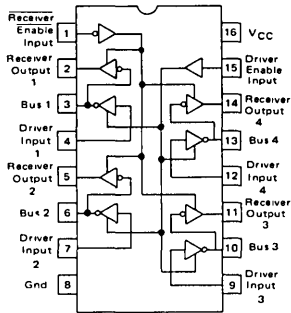 Receiver
Enable
Input
1
Receiver
Output
1
2
Bus 1
3
Driver
Input
1
4
Receiver
Output
2
5
Bus 2
6
Driver
Input
2
7
Gnd
8
16
VCC
15
Driver
Enable
Input
14
Receiver
Output
4
13
Bus 4
12
Driver
Input
4
11
Receiver
Output
3
10
Bus 3
9
Driver
Input
3